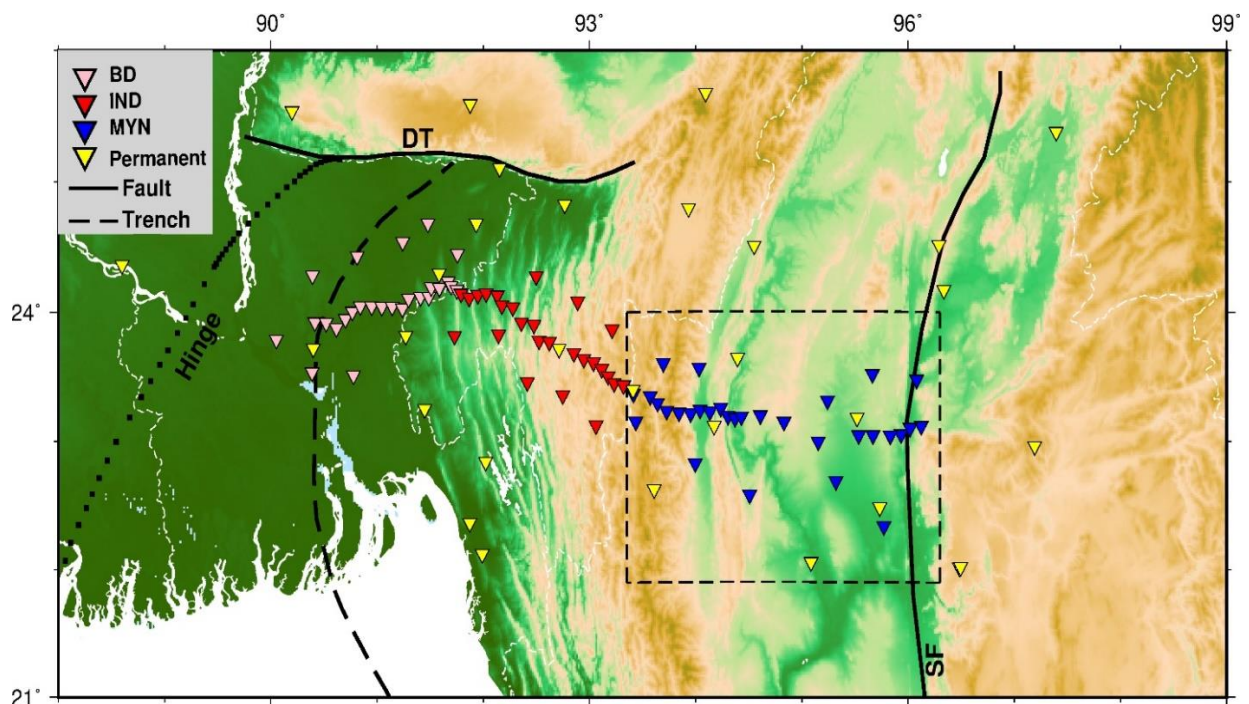 90° 93° 96° 99°
BD
IND
MYN
Permanent
Fault
Trench
DT
24°
Hinge
21°
SF